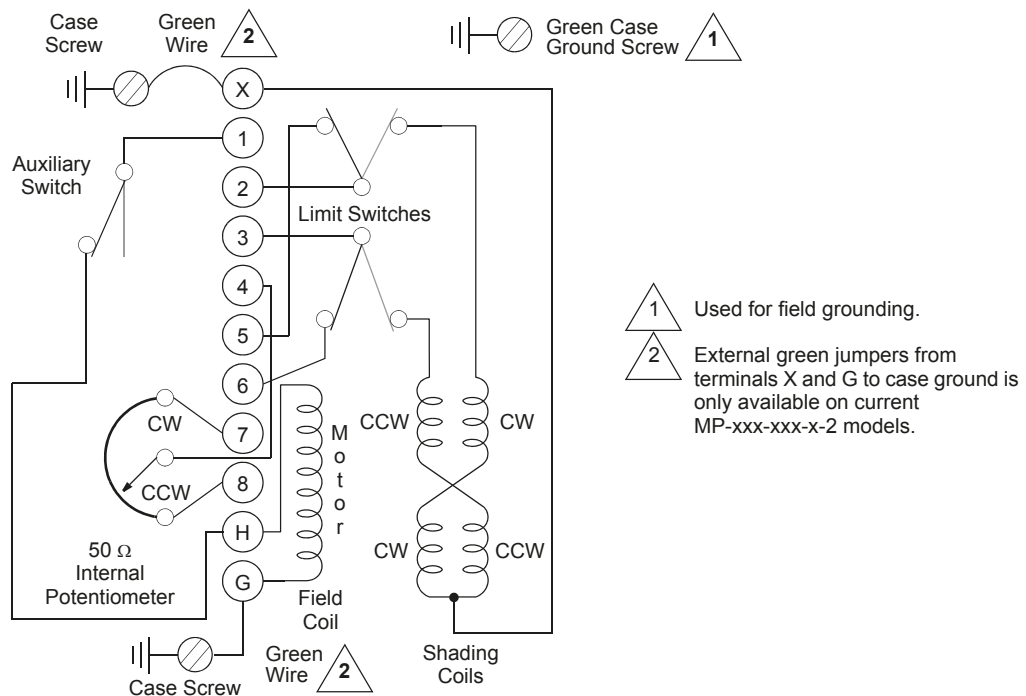 Case
Screw
Green
Wire
2
Green Case
Ground Screw
1
X
1
Auxiliary
Switch
2
Limit Switches
3
4
5
6
CW
7
CCW
8
H
50 Ω
Internal
Potentiometer
G
Motor
Field
Coil
CCW
CW
CW
CCW
Shading
Coils
Case Screw
Green
Wire
2
1
Used for field grounding.
2
External green jumpers from
terminals X and G to case ground is
only available on current
MP-xxx-xxx-x-2 models.